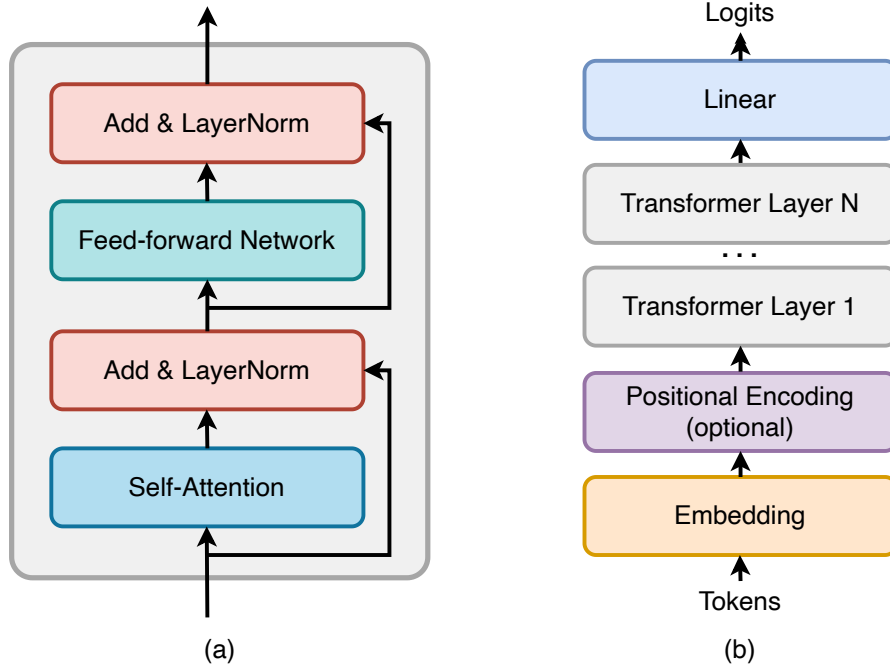 Add & LayerNorm
Feed-forward Network
Add & LayerNorm
Self-Attention
(a)
Logits
Linear
Transformer Layer N
...
Transformer Layer 1
Positional Encoding
(optional)
Embedding
Tokens
(b)